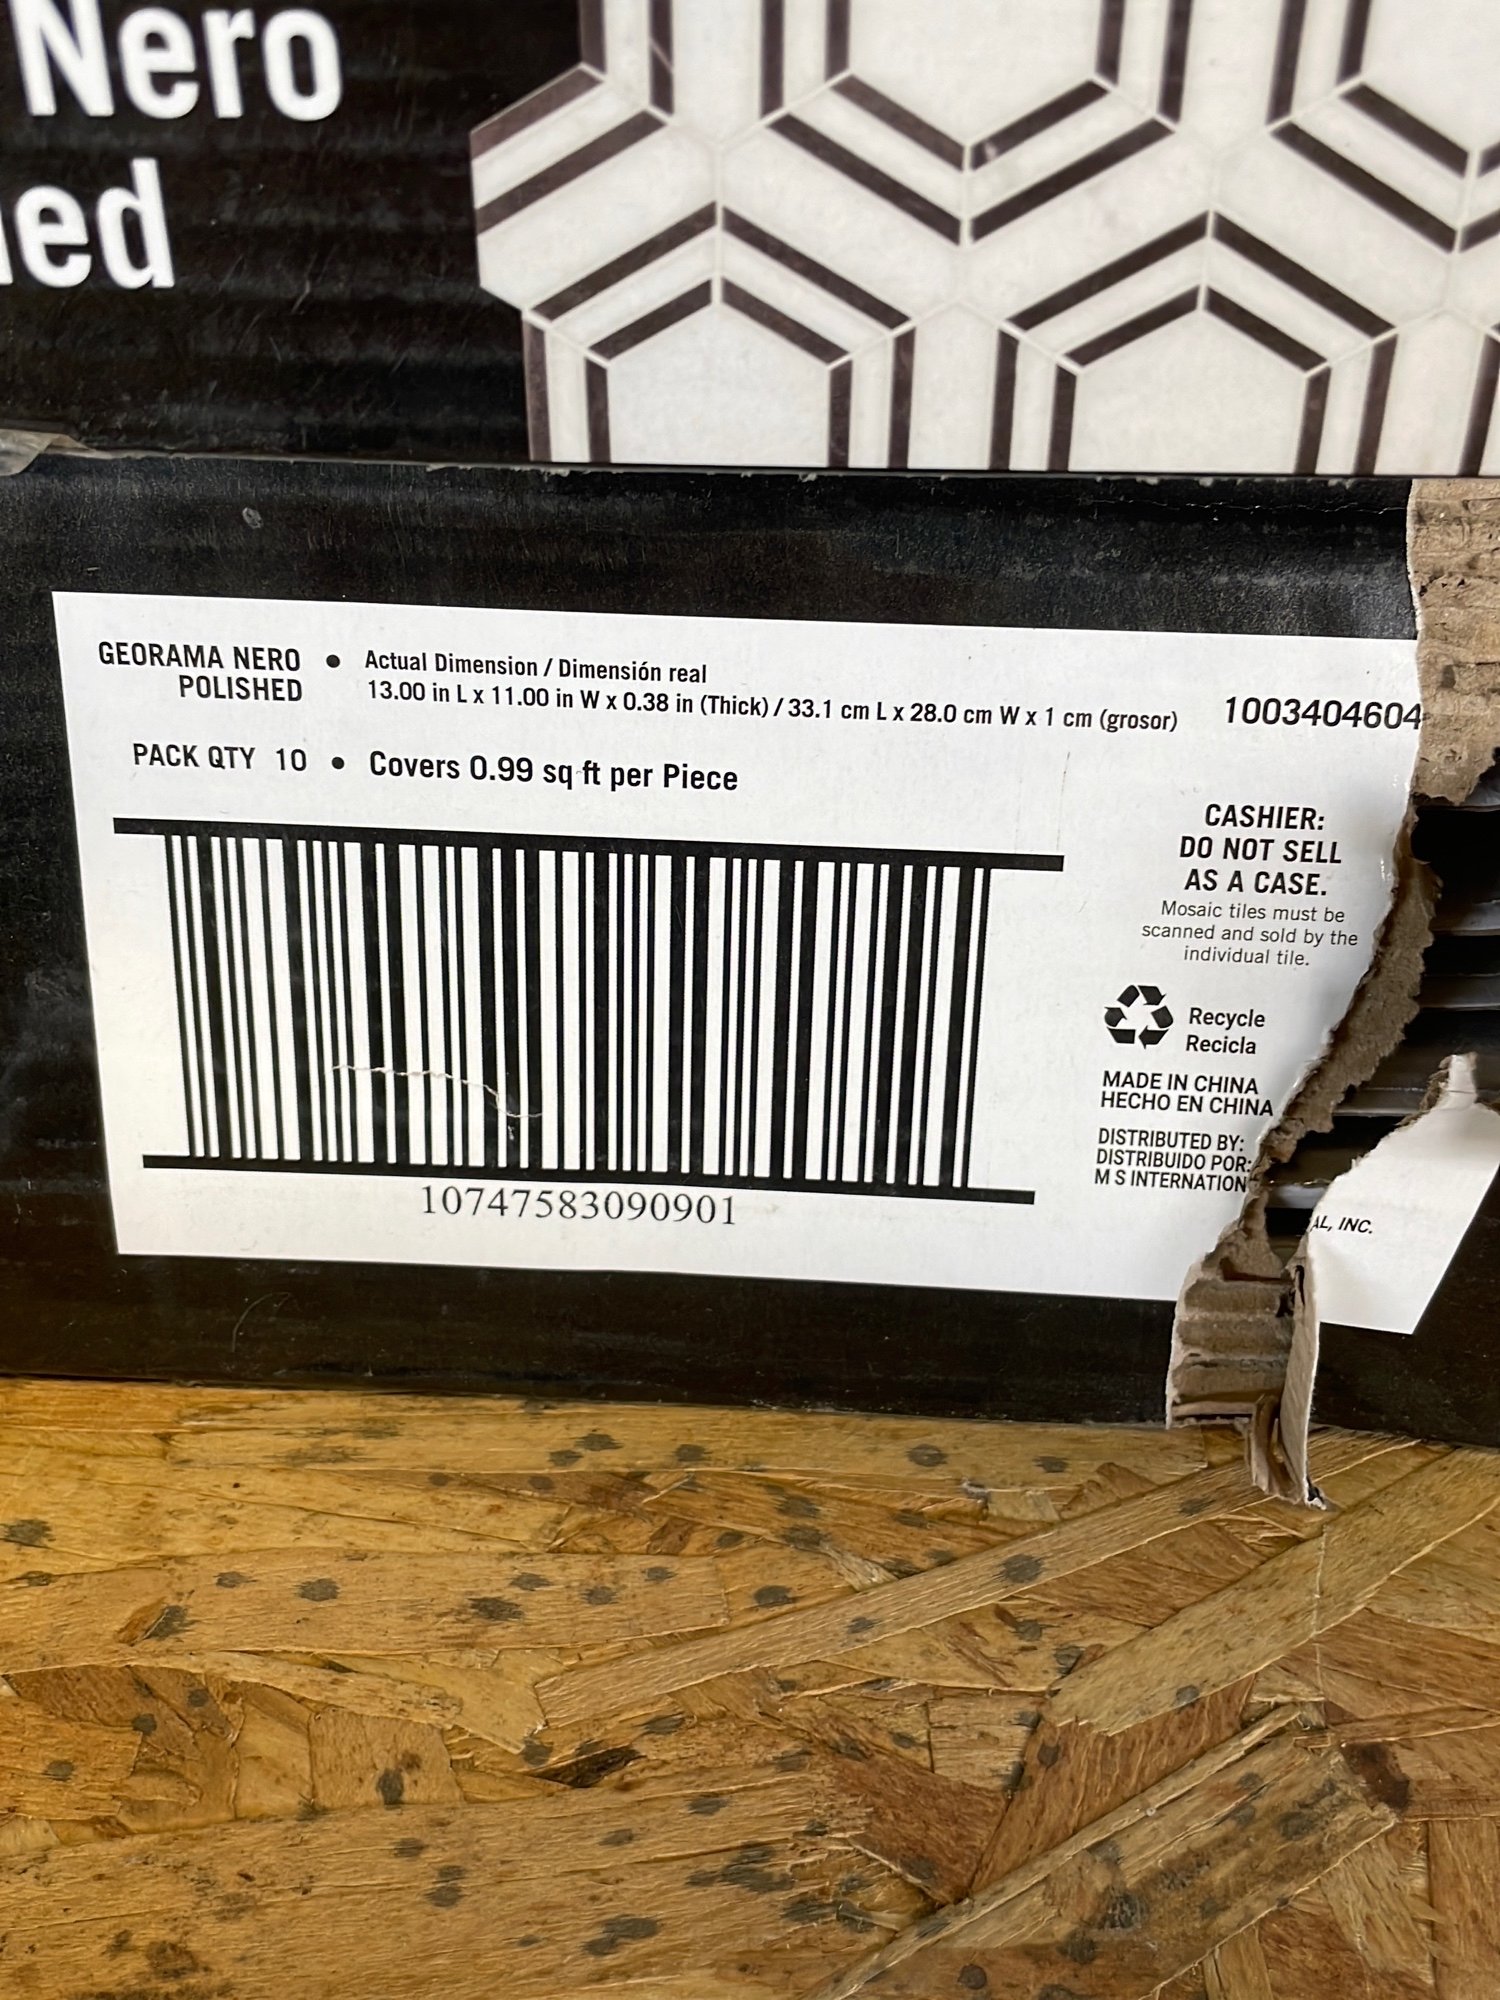 Nero
ed
GEORAMA NERO
POLISHED
● Actual Dimension / Dimensión real
13.00 in L x 11.00 in W x 0.38 in (Thick) / 33.1 cm L x 28.0 cm W x 1 cm (grosor)
1003404604
PACK QTY 10 ● Covers 0.99 sq ft per Piece
CASHIER:
DO NOT SELL
AS A CASE.
Mosaic tiles must be
scanned and sold by the
individual tile.
Recycle
Recicla
MADE IN CHINA
HECHO EN CHINA
DISTRIBUTED BY:
DISTRIBUIDO POR:
M S INTERNATION
AL, INC.
10747583090901